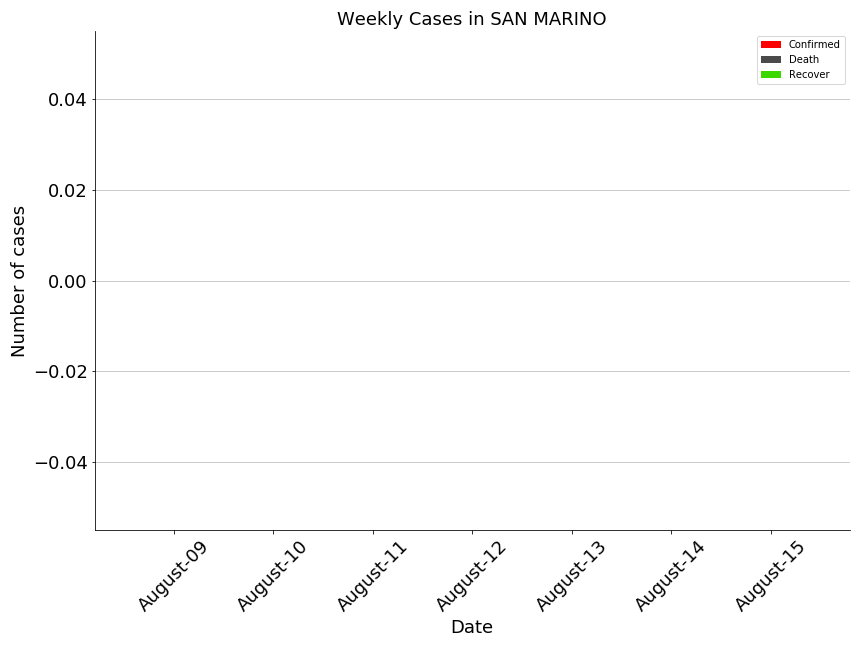 Weekly Cases in SAN MARINO
Confirmed
Death
Recover
Number of cases
0.04
0.02
0.00
−0.02
−0.04
August-09
August-10
August-11
August-12
August-13
August-14
August-15
Date